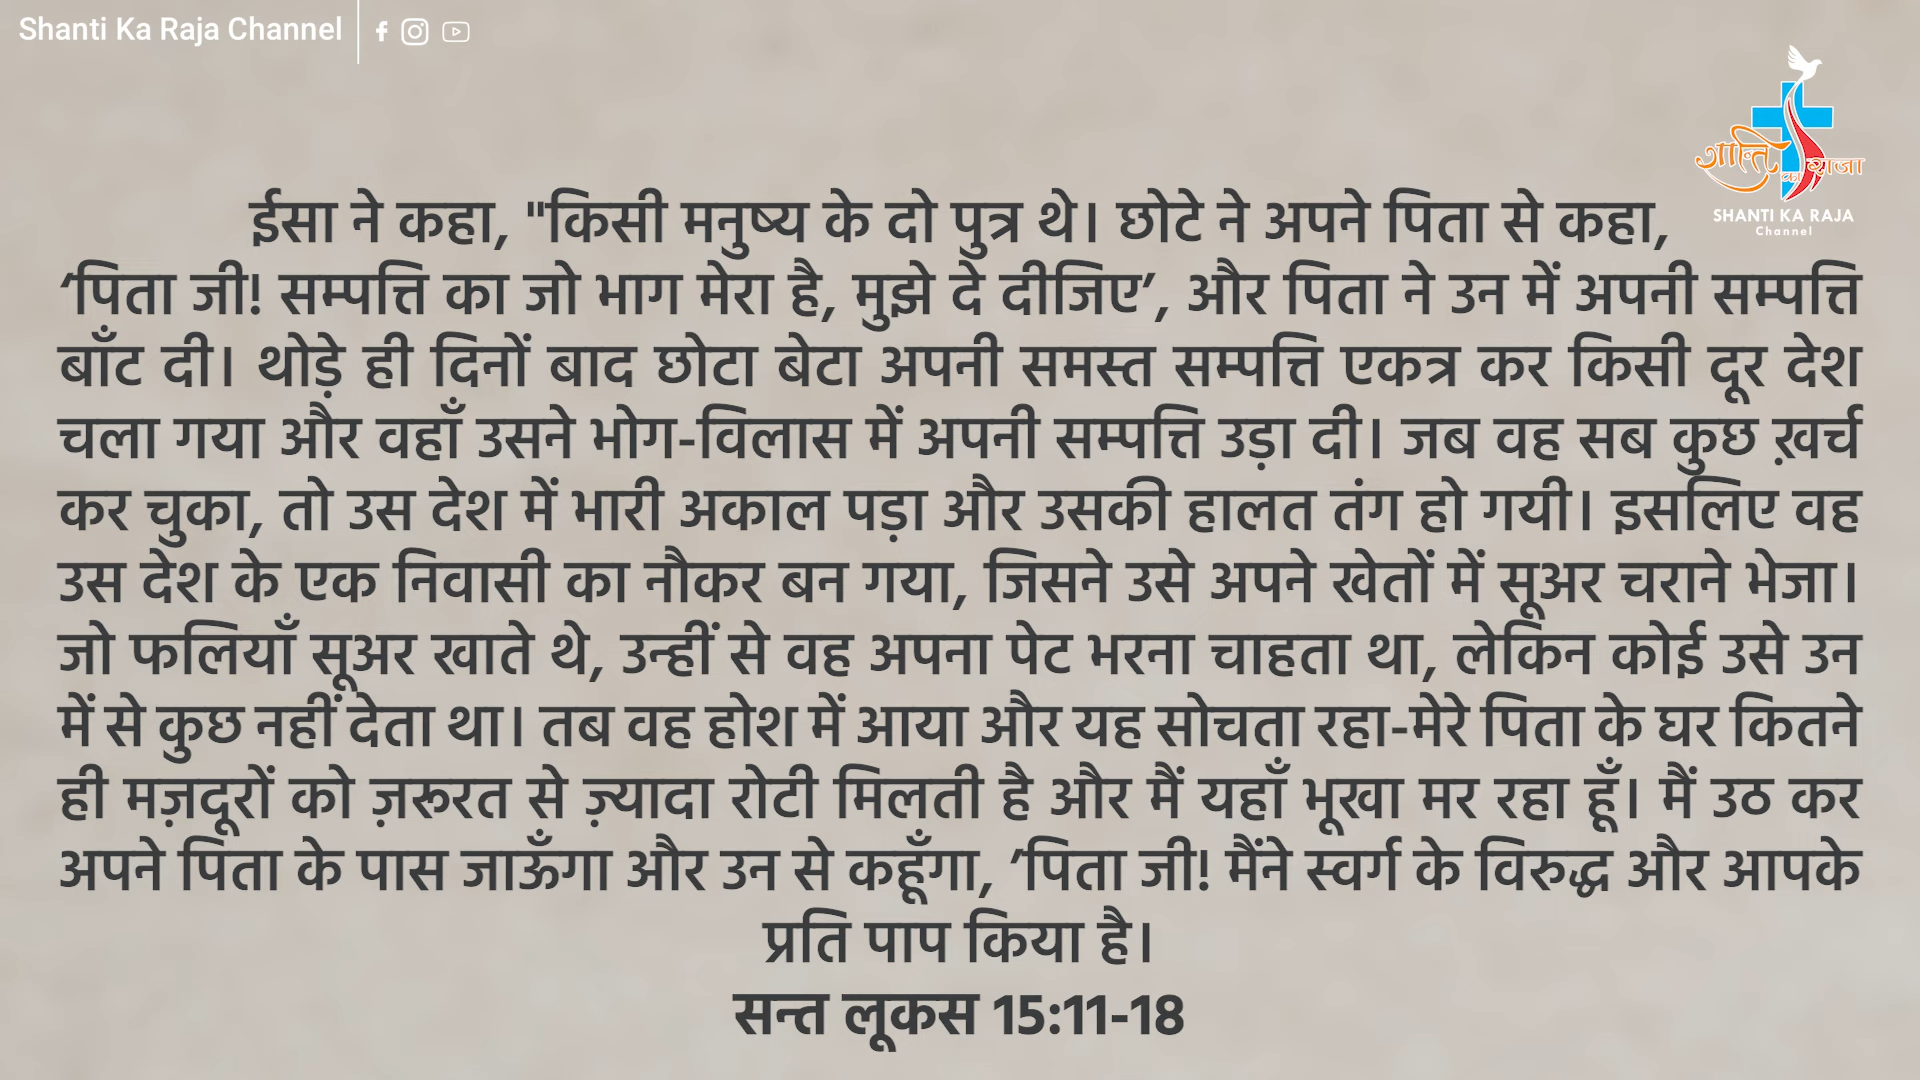 Shanti Ka Raja Channel
शान्ति का राजा
SHANTI KA RAJA
Channel
ईसा ने कहा, "किसी मनुष्य के दो पुत्र थे। छोटे ने अपने पिता से कहा,
‘पिता जी! सम्पत्ति का जो भाग मेरा है, मुझे दे दीजिए’, और पिता ने उन में अपनी सम्पत्ति
बाँट दी। थोड़े ही दिनों बाद छोटा बेटा अपनी समस्त सम्पत्ति एकत्र कर किसी दूर देश
चला गया और वहाँ उसने भोग-विलास में अपनी सम्पत्ति उड़ा दी। जब वह सब कुछ ख़र्च
कर चुका, तो उस देश में भारी अकाल पड़ा और उसकी हालत तंग हो गयी। इसलिए वह
उस देश के एक निवासी का नौकर बन गया, जिसने उसे अपने खेतों में सूअर चराने भेजा।
जो फलियाँ सूअर खाते थे, उन्हीं से वह अपना पेट भरना चाहता था, लेकिन कोई उसे उन
में से कुछ नहीं देता था। तब वह होश में आया और यह सोचता रहा-मेरे पिता के घर कितने
ही मज़दूरों को ज़रूरत से ज़्यादा रोटी मिलती है और मैं यहाँ भूखा मर रहा हूँ। मैं उठ कर
अपने पिता के पास जाऊँगा और उन से कहूँगा, ’पिता जी! मैंने स्वर्ग के विरुद्ध और आपके
प्रति पाप किया है।
सन्त लूकस 15:11-18